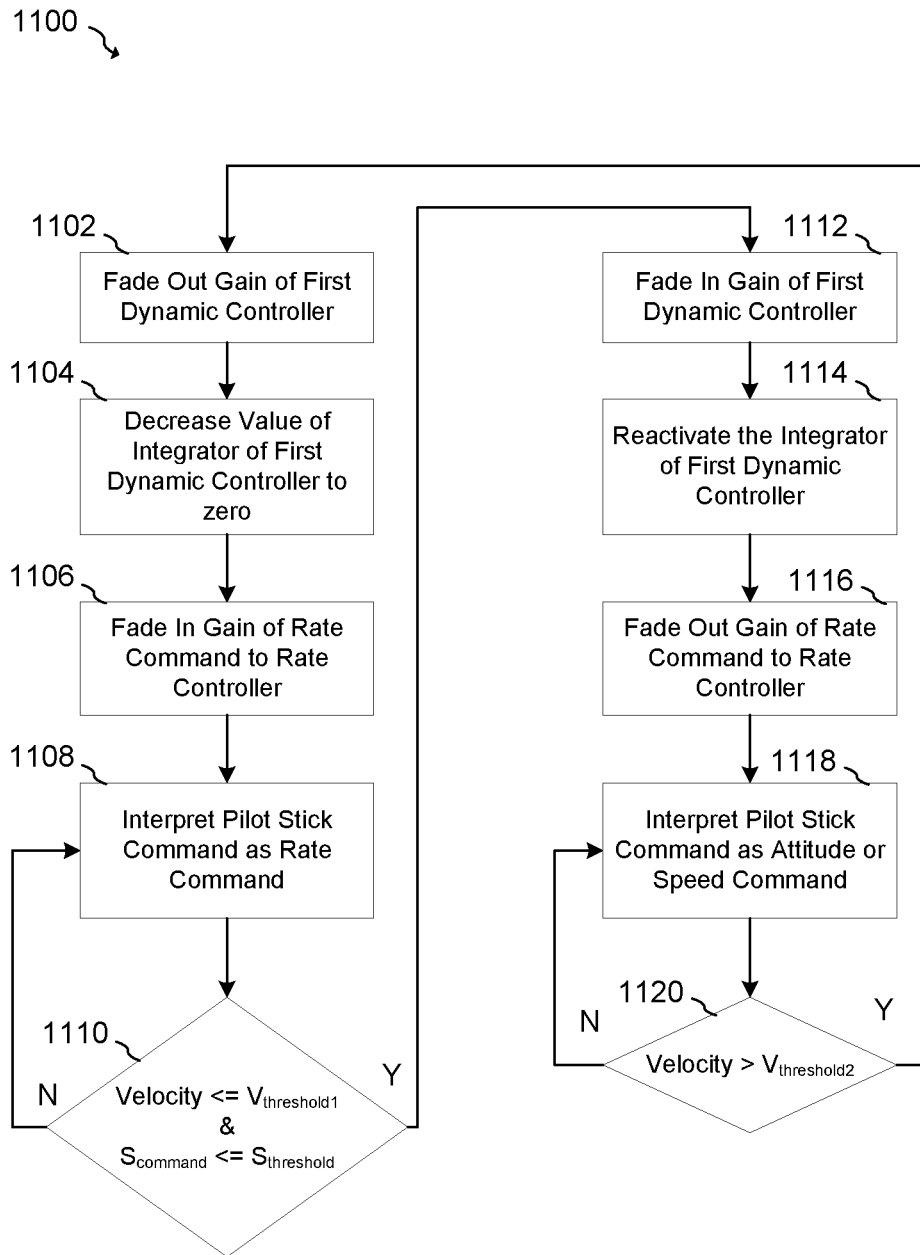 1100
1102
Fade Out Gain of First
Dynamic Controller
1104
Decrease Value of
Integrator of First
Dynamic Controller to
zero
1106
Fade In Gain of Rate
Command to Rate
Controller
1108
Interpret Pilot Stick
Command as Rate
Command
1110
N
Y
Velocity <= Vthreshold1
&
Scommand <= Sthreshold
1112
Fade In Gain of First
Dynamic Controller
1114
Reactivate the Integrator
of First Dynamic
Controller
1116
Fade Out Gain of Rate
Command to Rate
Controller
1118
Interpret Pilot Stick
Command as Attitude or
Speed Command
1120
N
Y
Velocity > Vthreshold2